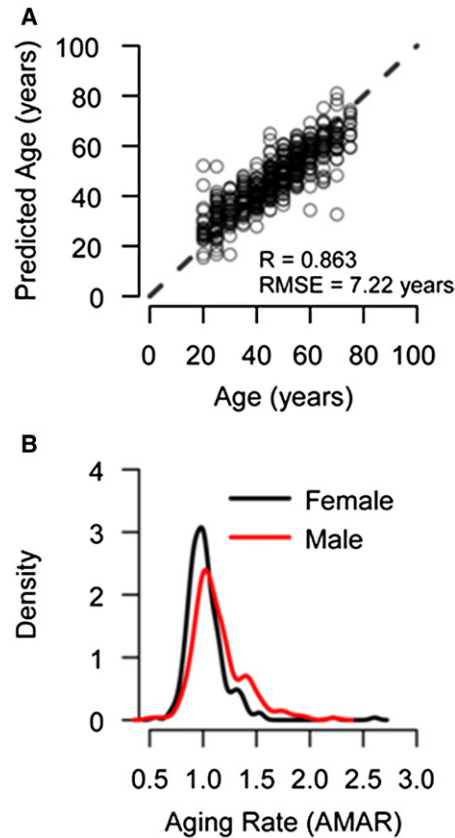 A
Predicted Age (years)
100
80
60
40
20
0
R = 0.863
RMSE = 7.22 years
0 20 40 60 80 100
Age (years)
B
Density
4
3
2
1
0
Female
Male
0.5 1.0 1.5 2.0 2.5 3.0
Aging Rate (AMAR)